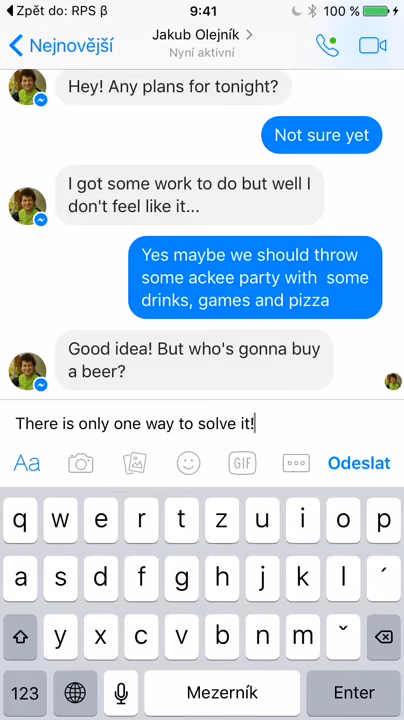 Zpět do: RPS β 9:41 100 %
Nejnovější Jakub Olejník
Nyní aktivní
Hey! Any plans for tonight?
Not sure yet
I got some work to do but well I
don't feel like it...
Yes maybe we should throw
some ackee party with some
drinks, games and pizza
Good idea! But who's gonna buy
a beer?
There is only one way to solve it!
Aa GIF Odeslat
q w e r t z u i o p
a s d f g h j k l ´
y x c v b n m ˇ
123 Mezerník Enter